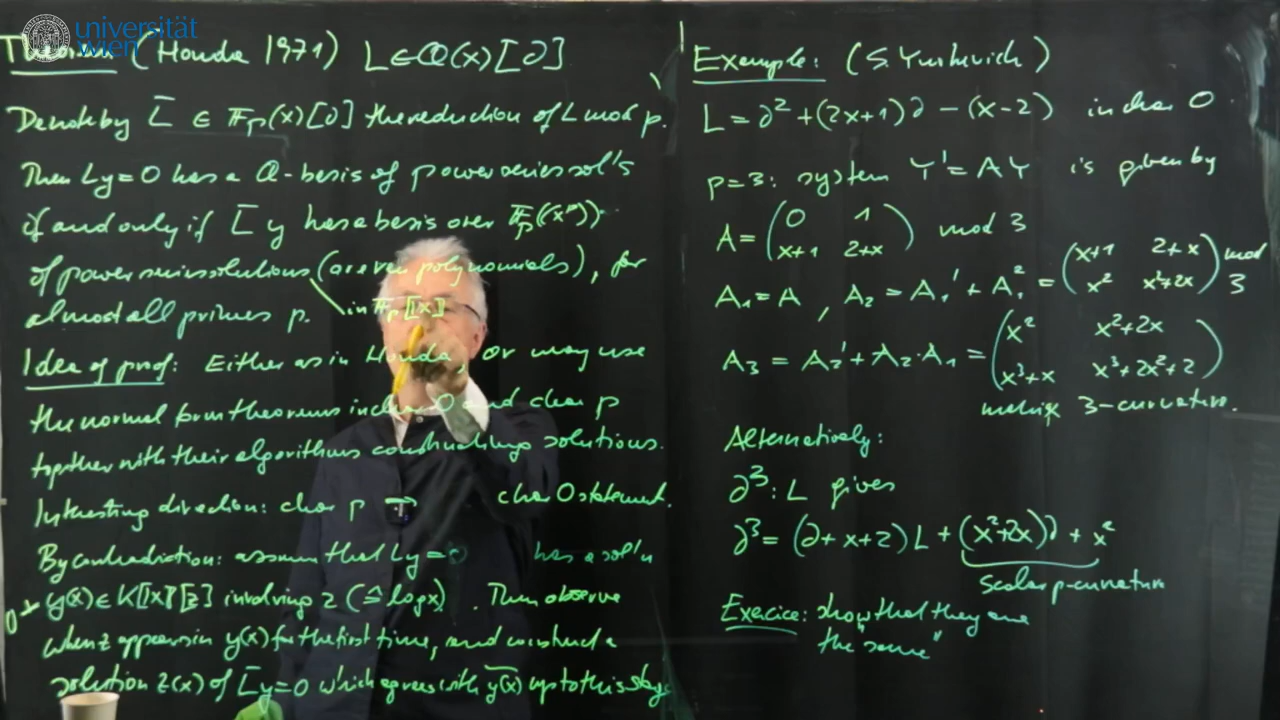 universität
wien
Theorem (Honda 1971) L∈Q(x)[∂]
Denote by L̄ ∈ F_p(x)[∂] the reduction of L mod p.
Then Ly=0 has a Q-basis of power series sol's
if and only if L̄ y has a basis over F_p((x^p))
of power series solutions (or even polynomials), for
almost all primes p. in F_p[[x]]
Idea of proof: Either as in Honda, or may use
the normal form theorems in char 0 and char p
together with their algorithms constructing solutions.
Interesting direction: char p → char 0 statement.
By contradiction: assume that Ly=0 has a sol'n
y(x)∈K[[x]][z] involving z (≙ log x). Then observe
when z appears in y(x) for the first time, and construct a
solution z(x) of L̄y=0 which agrees with ȳ(x) up to this stage
Example: (S. Yurkevich)
L = ∂² + (2x+1)∂ − (x−2) in char 0
p=3: system Y' = AY is given by
A = (0 1 / x+1 2+x) mod 3
A₁ = A, A₂ = A₁' + A₁² = (x+1 2+x / x² x²+2x) mod 3
A₃ = A₂' + A₂·A₁ = (x² x²+2x / x³+x x³+2x²+2)
matrix 3-curvature.
Alternatively:
∂³ : L gives
∂³ = (∂+x+2)L + (x²+2x)∂ + x²
scalar p-curvature
Exercice: show that they are
"the same"